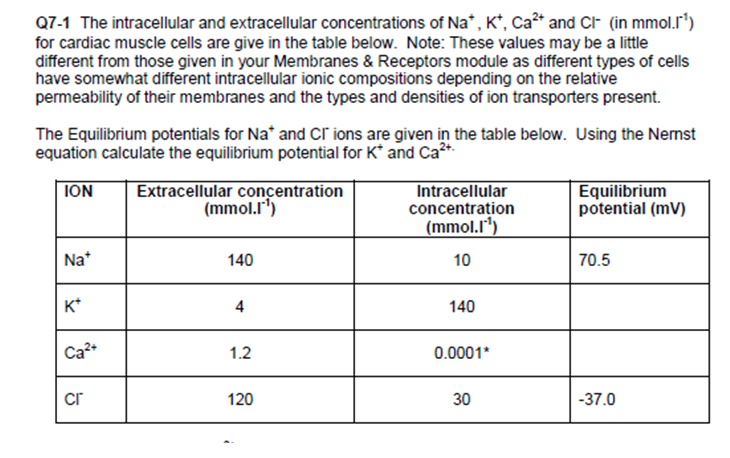 Q7-1 The intracellular and extracellular concentrations of Na⁺, K⁺, Ca²⁺ and Cl⁻ (in mmol.l⁻¹)
for cardiac muscle cells are give in the table below. Note: These values may be a little
different from those given in your Membranes & Receptors module as different types of cells
have somewhat different intracellular ionic compositions depending on the relative
permeability of their membranes and the types and densities of ion transporters present.
The Equilibrium potentials for Na⁺ and Cl⁻ ions are given in the table below. Using the Nernst
equation calculate the equilibrium potential for K⁺ and Ca²⁺.
ION Extracellular concentration (mmol.l⁻¹) Intracellular concentration (mmol.l⁻¹) Equilibrium potential (mV)
Na⁺ 140 10 70.5
K⁺ 4 140
Ca²⁺ 1.2 0.0001*
Cl⁻ 120 30 -37.0